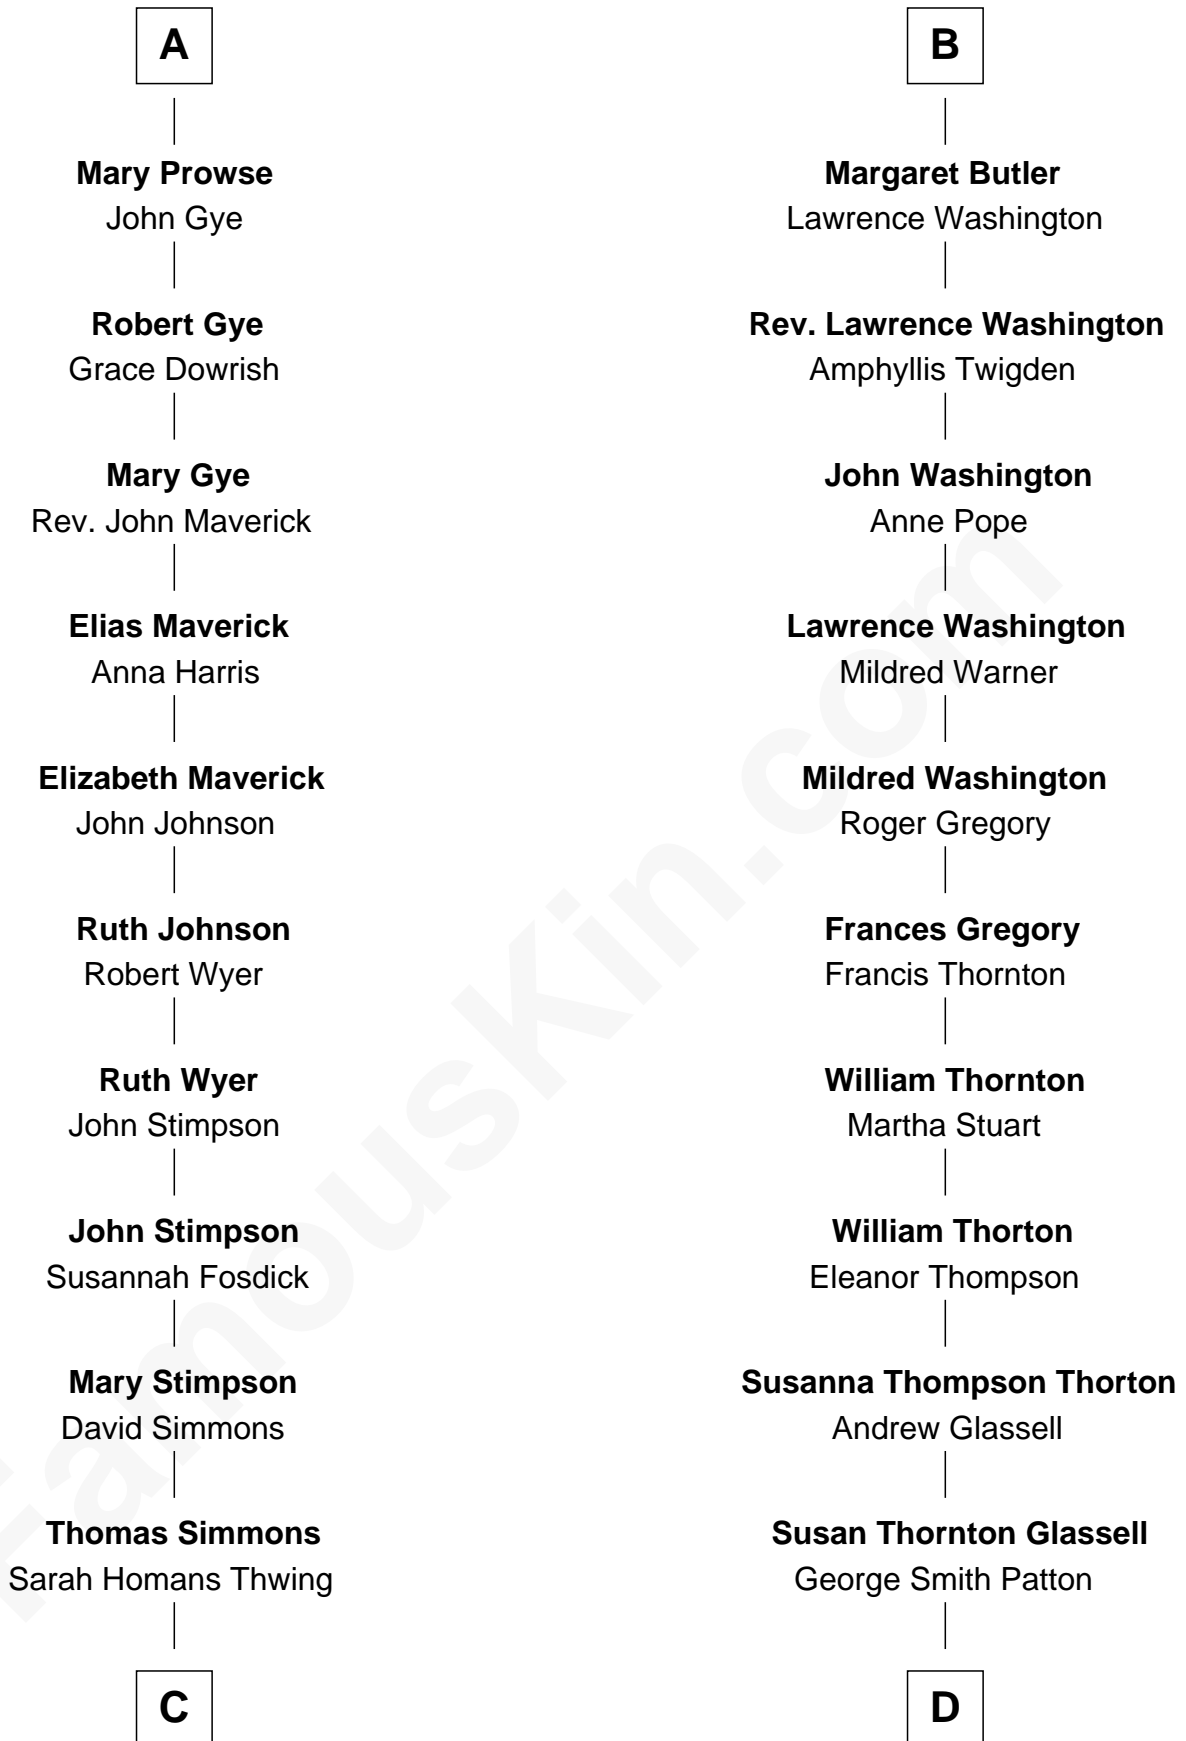 A
Mary Prowse
John Gye
Robert Gye
Grace Dowrish
Mary Gye
Rev. John Maverick
Elias Maverick
Anna Harris
Elizabeth Maverick
John Johnson
Ruth Johnson
Robert Wyer
Ruth Wyer
John Stimpson
John Stimpson
Susannah Fosdick
Mary Stimpson
David Simmons
Thomas Simmons
Sarah Homans Thwing
C
B
Margaret Butler
Lawrence Washington
Rev. Lawrence Washington
Amphyllis Twigden
John Washington
Anne Pope
Lawrence Washington
Mildred Warner
Mildred Washington
Roger Gregory
Frances Gregory
Francis Thornton
William Thornton
Martha Stuart
William Thorton
Eleanor Thompson
Susanna Thompson Thorton
Andrew Glassell
Susan Thornton Glassell
George Smith Patton
D
FamousKin.com